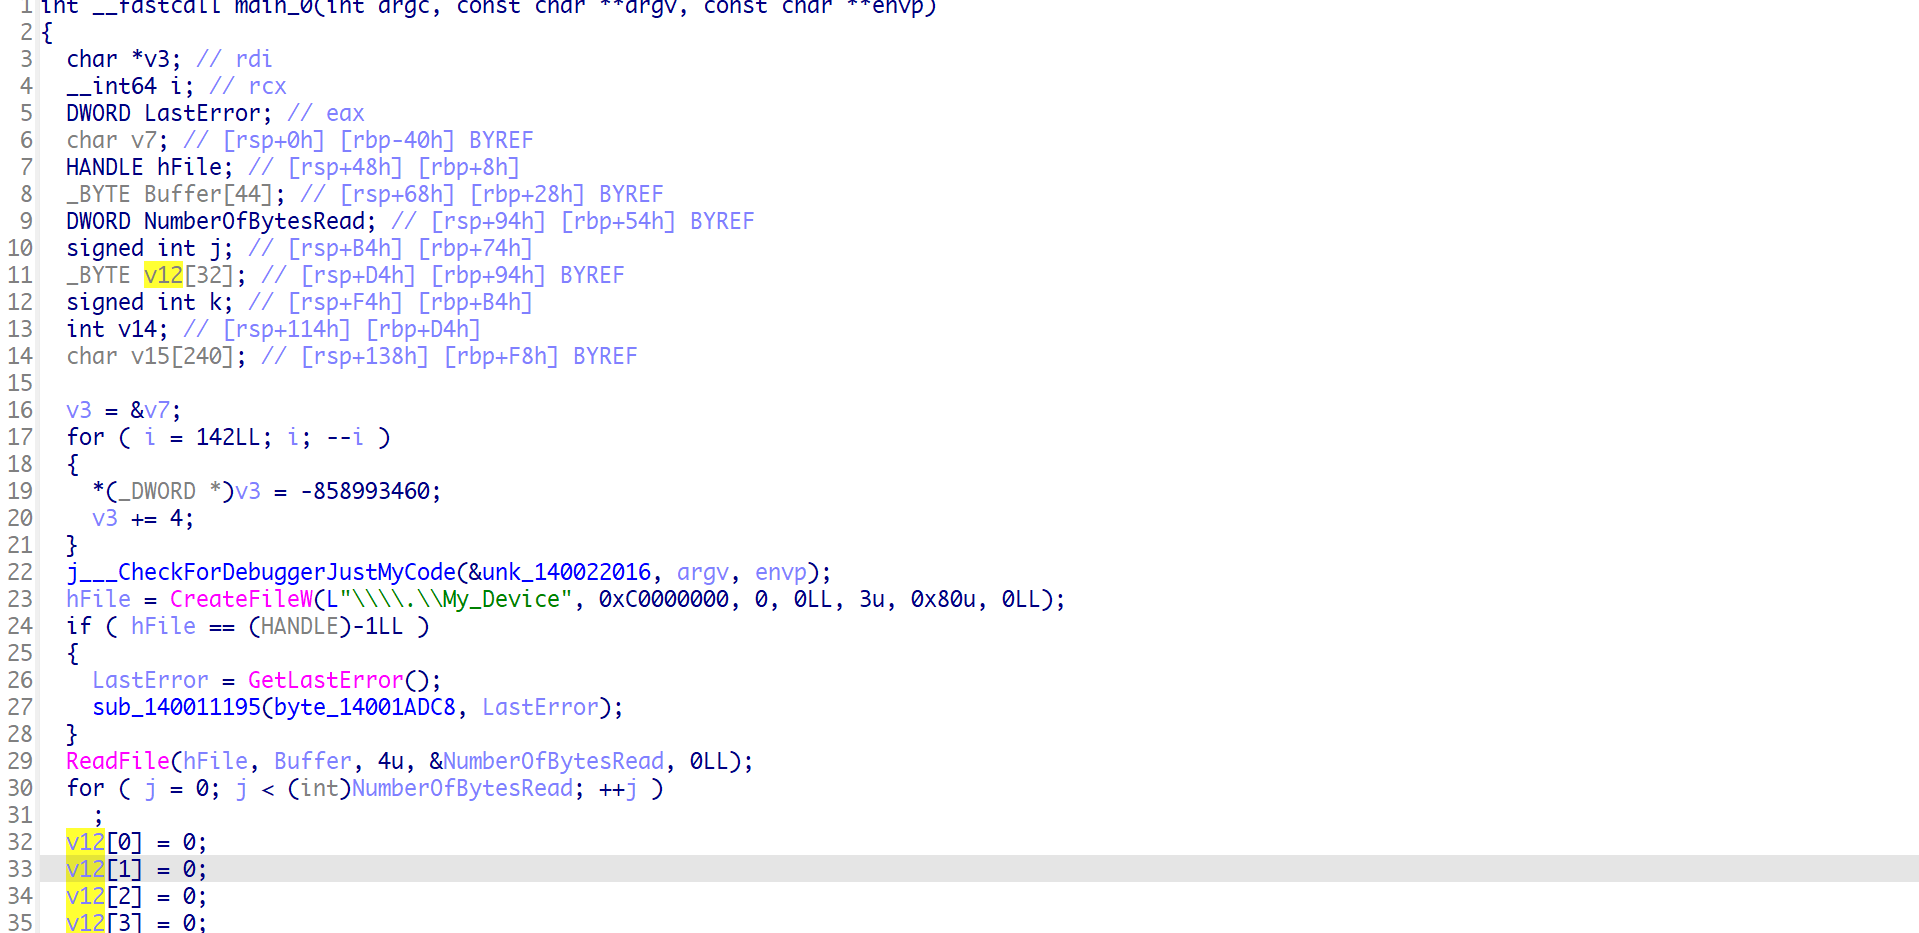 1 int __fastcall main_0(int argc, const char **argv, const char **envp)
2 {
3 char *v3; // rdi
4 __int64 i; // rcx
5 DWORD LastError; // eax
6 char v7; // [rsp+0h] [rbp-40h] BYREF
7 HANDLE hFile; // [rsp+48h] [rbp+8h]
8 _BYTE Buffer[44]; // [rsp+68h] [rbp+28h] BYREF
9 DWORD NumberOfBytesRead; // [rsp+94h] [rbp+54h] BYREF
10 signed int j; // [rsp+B4h] [rbp+74h]
11 _BYTE v12[32]; // [rsp+D4h] [rbp+94h] BYREF
12 signed int k; // [rsp+F4h] [rbp+B4h]
13 int v14; // [rsp+114h] [rbp+D4h]
14 char v15[240]; // [rsp+138h] [rbp+F8h] BYREF
15
16 v3 = &v7;
17 for ( i = 142LL; i; --i )
18 {
19 *(_DWORD *)v3 = -858993460;
20 v3 += 4;
21 }
22 j___CheckForDebuggerJustMyCode(&unk_140022016, argv, envp);
23 hFile = CreateFileW(L"\\\\.\\My_Device", 0xC0000000, 0, 0LL, 3u, 0x80u, 0LL);
24 if ( hFile == (HANDLE)-1LL )
25 {
26 LastError = GetLastError();
27 sub_140011195(byte_14001ADC8, LastError);
28 }
29 ReadFile(hFile, Buffer, 4u, &NumberOfBytesRead, 0LL);
30 for ( j = 0; j < (int)NumberOfBytesRead; ++j )
31 ;
32 v12[0] = 0;
33 v12[1] = 0;
34 v12[2] = 0;
35 v12[3] = 0;